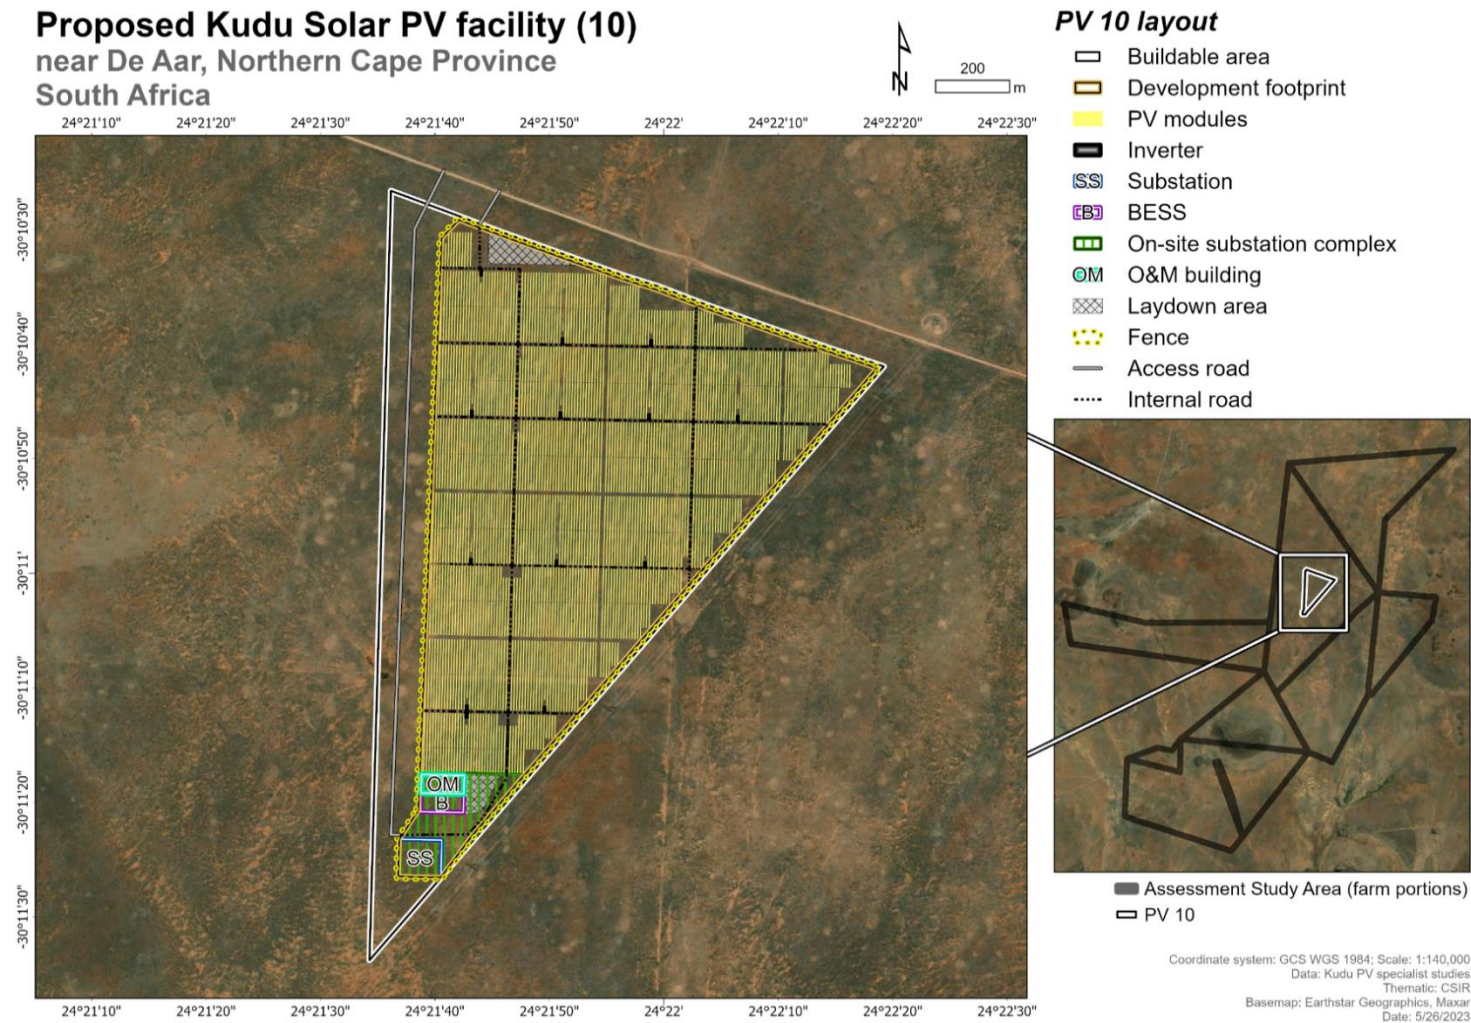 Proposed Kudu Solar PV facility (10)
near De Aar, Northern Cape Province
South Africa
N
200
m
24°21'10" 24°21'20" 24°21'30" 24°21'40" 24°21'50" 24°22' 24°22'10" 24°22'20" 24°22'30"
-30°10'30"
-30°10'40"
-30°10'50"
-30°11'
-30°11'10"
-30°11'20"
-30°11'30"
OM
B
SS
24°21'10" 24°21'20" 24°21'30" 24°21'40" 24°21'50" 24°22' 24°22'10" 24°22'20" 24°22'30"
PV 10 layout
Buildable area
Development footprint
PV modules
Inverter
SS Substation
B BESS
On-site substation complex
OM O&M building
Laydown area
Fence
Access road
Internal road
Assessment Study Area (farm portions)
PV 10
Coordinate system: GCS WGS 1984; Scale: 1:140,000
Data: Kudu PV specialist studies
Thematic: CSIR
Basemap: Earthstar Geographics, Maxar
Date: 5/26/2023